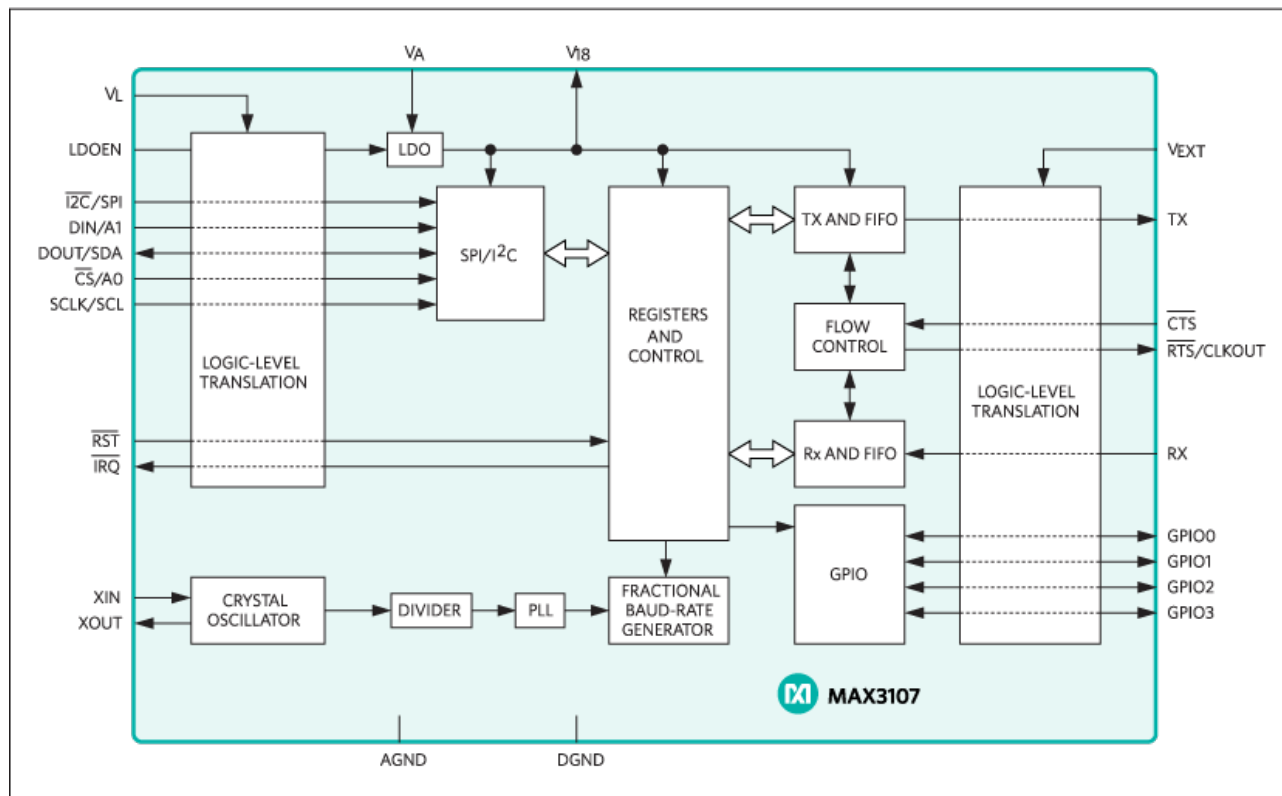 VA
V18
VL
LDOEN
LDO
VEXT
I2C/SPI
DIN/A1
DOUT/SDA
CS/A0
SCLK/SCL
SPI/I²C
TX AND FIFO
TX
REGISTERS
AND
CONTROL
FLOW
CONTROL
CTS
RTS/CLKOUT
LOGIC-LEVEL
TRANSLATION
LOGIC-LEVEL
TRANSLATION
RST
IRQ
Rx AND FIFO
RX
GPIO
GPIO0
GPIO1
GPIO2
GPIO3
XIN
XOUT
CRYSTAL
OSCILLATOR
DIVIDER
PLL
FRACTIONAL
BAUD-RATE
GENERATOR
MAX3107
AGND
DGND